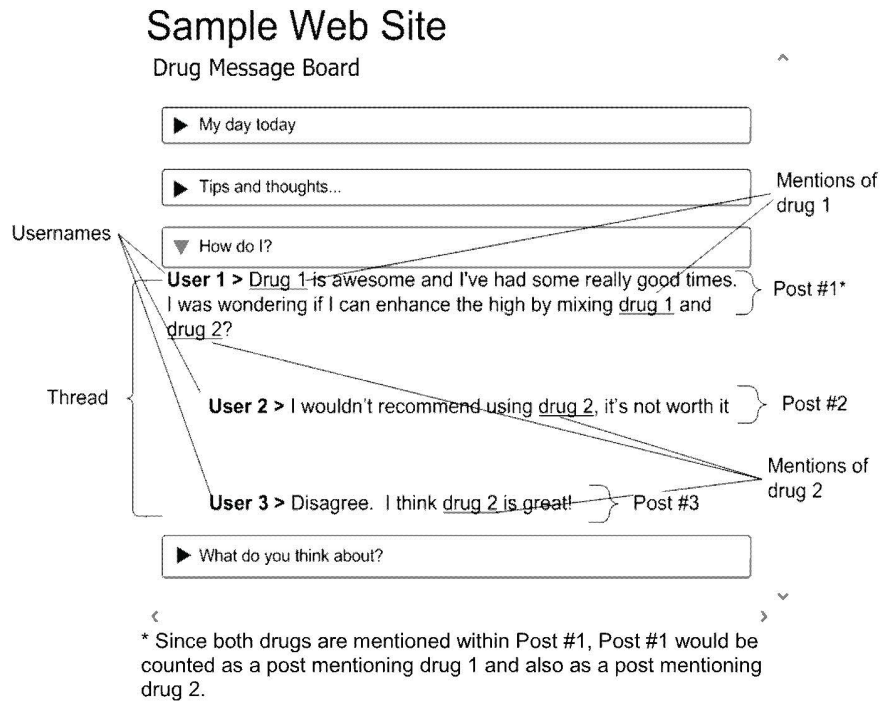 Sample Web Site
Drug Message Board
My day today
Tips and thoughts...
Mentions of
drug 1
Usernames
How do I?
User 1 > Drug 1 is awesome and I've had some really good times.
I was wondering if I can enhance the high by mixing drug 1 and
drug 2?
Post #1*
Thread
User 2 > I wouldn't recommend using drug 2, it's not worth it
Post #2
Mentions of
drug 2
User 3 > Disagree. I think drug 2 is great!
Post #3
What do you think about?
* Since both drugs are mentioned within Post #1, Post #1 would be
counted as a post mentioning drug 1 and also as a post mentioning
drug 2.